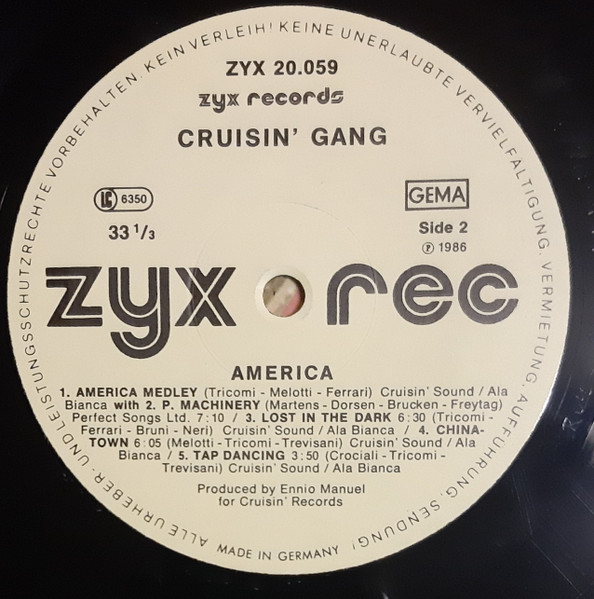 ALLE URHEBER- UND LEISTUNGSSCHUTZRECHTE VORBEHALTEN. KEIN VERLEIH! KEINE UNERLAUBTE VERVIELFÄLTIGUNG, VERMIETUNG, AUFFÜHRUNG, SENDUNG!
ZYX 20.059
zyx records
CRUISIN' GANG
LC 6350
GEMA
33 1/3
Side 2
℗ 1986
zyx rec
AMERICA
1. AMERICA MEDLEY (Tricomi - Melotti - Ferrari) Cruisin' Sound / Ala
Bianca with 2. P. MACHINERY (Martens - Dorsen - Brucken - Freytag)
Perfect Songs Ltd. 7:10 / 3. LOST IN THE DARK 6:30 (Tricomi -
Ferrari - Bruni - Neri) Cruisin' Sound / Ala Bianca / 4. CHINA-
TOWN 6:05 (Melotti - Tricomi - Trevisani) Cruisin' Sound / Ala
Bianca / 5. TAP DANCING 3:50 (Crociali - Tricomi -
Trevisani) Cruisin' Sound / Ala Bianca
Produced by Ennio Manuel
for Cruisin' Records
MADE IN GERMANY